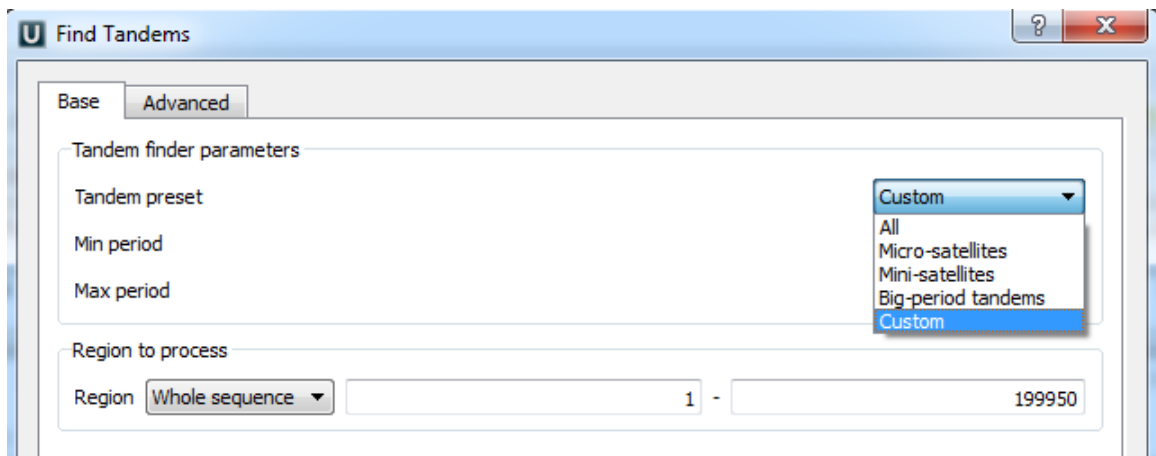 U Find Tandems ? X
Base Advanced
Tandem finder parameters
Tandem preset Custom
All
Min period Micro-satellites
Mini-satellites
Max period Big-period tandems
Custom
Region to process
Region Whole sequence 1 - 199950